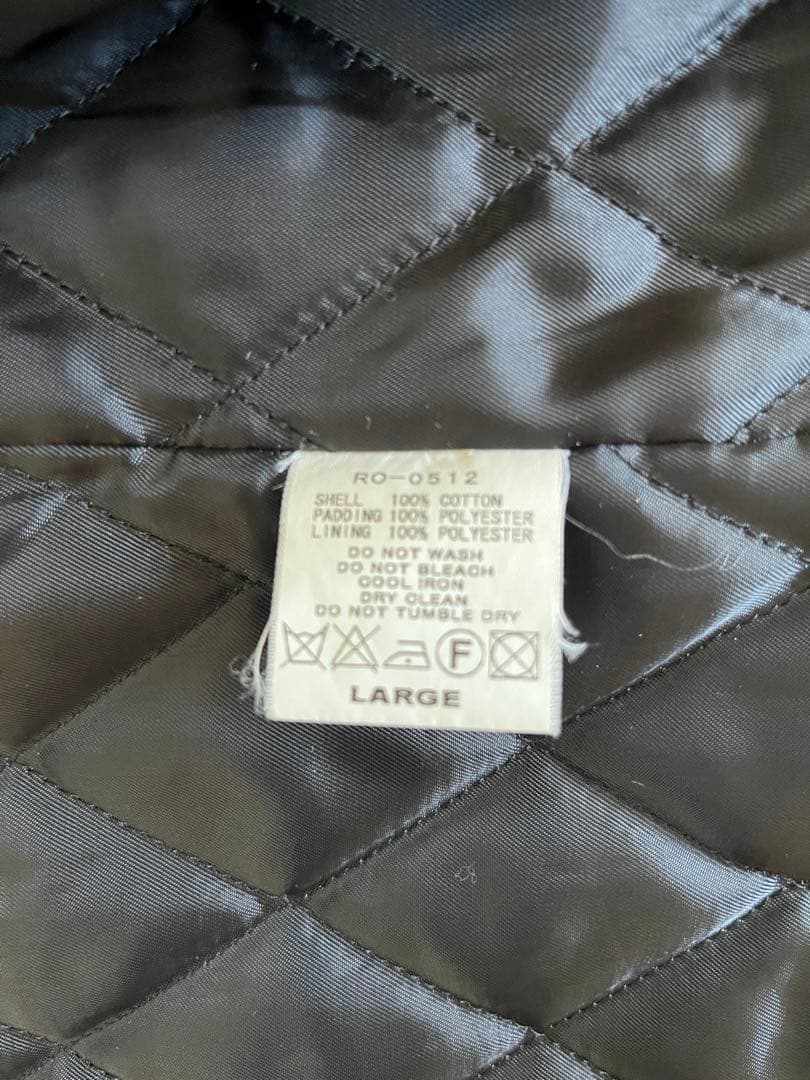 RO-0512
SHELL 100% COTTON
PADDING 100% POLYESTER
LINING 100% POLYESTER
DO NOT WASH
DO NOT BLEACH
COOL IRON
DRY CLEAN
DO NOT TUMBLE DRY
F
LARGE